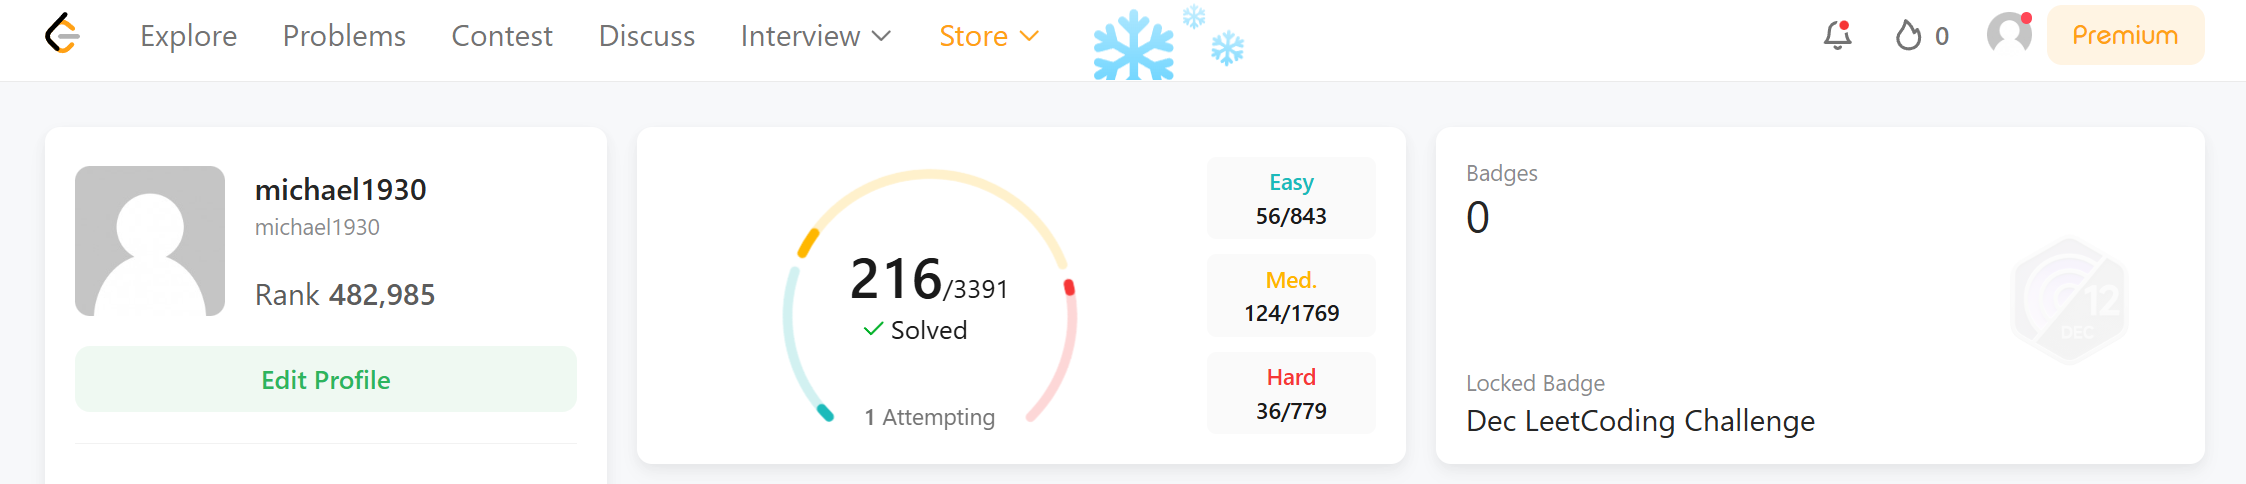 Explore Problems Contest Discuss Interview Store 0 Premium
michael1930
michael1930
Rank 482,985
Edit Profile
216/3391
Solved
1 Attempting
Easy
56/843
Med.
124/1769
Hard
36/779
Badges
0
12
DEC
Locked Badge
Dec LeetCoding Challenge